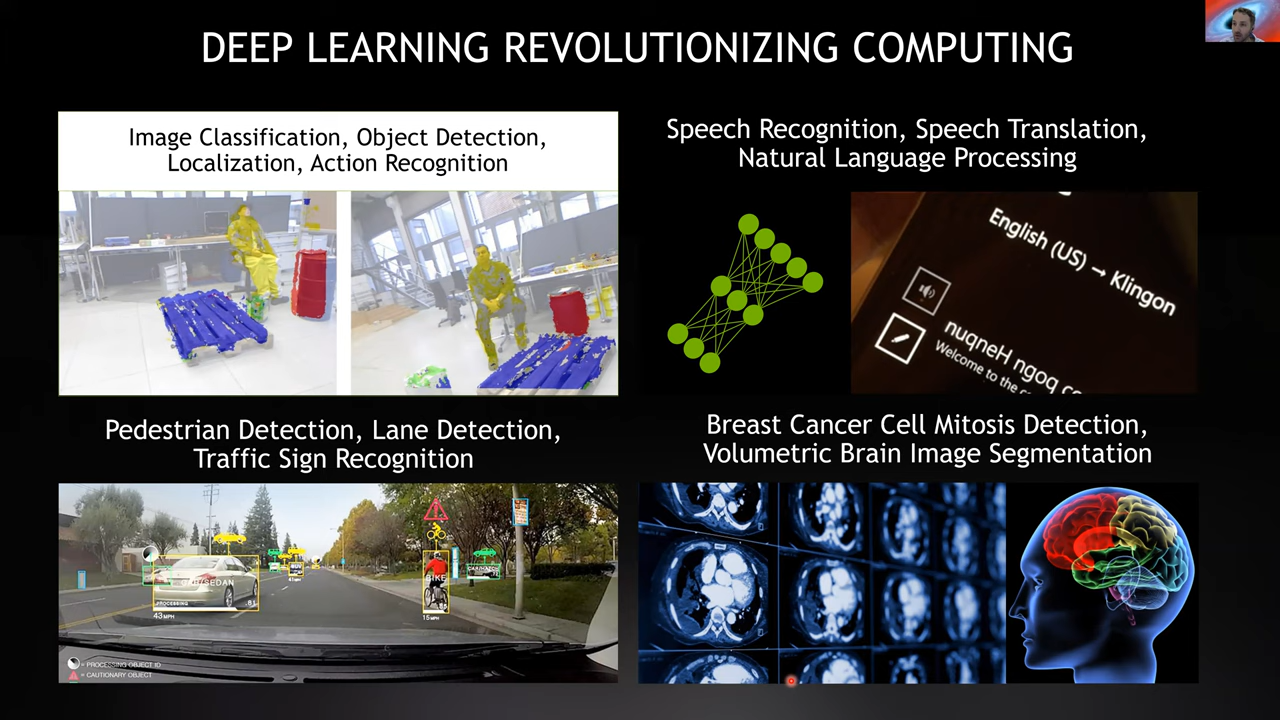 DEEP LEARNING REVOLUTIONIZING COMPUTING
Image Classification, Object Detection,
Localization, Action Recognition
Speech Recognition, Speech Translation,
Natural Language Processing
English (US) → Klingon
nuqneH qoqn
Welcome to the
Pedestrian Detection, Lane Detection,
Traffic Sign Recognition
SEDAN
PROCESSING
43 MPH
BIKE
15 MPH
= PROCESSING OBJECT ID
= CAUTIONARY OBJECT
Breast Cancer Cell Mitosis Detection,
Volumetric Brain Image Segmentation